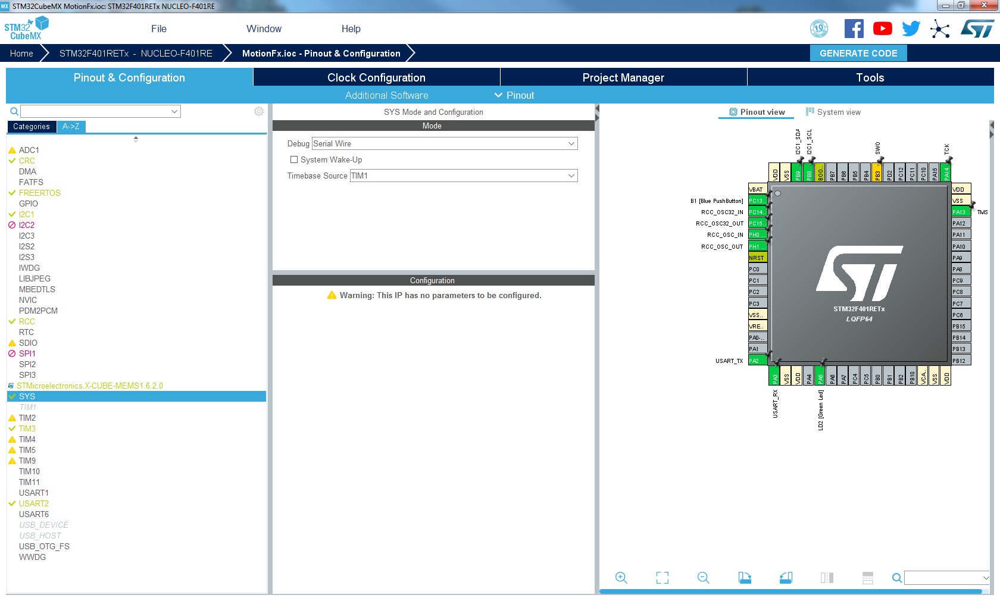 MX STM32CubeMX MotionFx.ioc: STM32F401RETx NUCLEO-F401RE
STM32
CubeMX
File
Window
Help
10
ST
Home
STM32F401RETx - NUCLEO-F401RE
MotionFx.ioc - Pinout & Configuration
GENERATE CODE
Pinout & Configuration
Clock Configuration
Project Manager
Tools
Additional Software
Pinout
Categories
A->Z
ADC1
CRC
DMA
FATFS
FREERTOS
GPIO
I2C1
I2C2
I2C3
I2S2
I2S3
IWDG
LIBJPEG
MBEDTLS
NVIC
PDM2PCM
RCC
RTC
SDIO
SPI1
SPI2
SPI3
STMicroelectronics.X-CUBE-MEMS1.6.2.0
SYS
TIM1
TIM2
TIM3
TIM4
TIM5
TIM9
TIM10
TIM11
USART1
USART2
USART6
USB_DEVICE
USB_HOST
USB_OTG_FS
WWDG
SYS Mode and Configuration
Mode
Debug Serial Wire
System Wake-Up
Timebase Source TIM1
Configuration
Warning: This IP has no parameters to be configured.
Pinout view
System view
I2C1_SDA
I2C1_SCL
SWO
TCK
VDD
VSS
PB9
PB8
BOO..
PB7
PB6
PB5
PB4
PB3
PD2
PC12
PC11
PC10
PA15
PA14
VBAT
B1 [Blue PushButton] PC13..
RCC_OSC32_IN PC14..
RCC_OSC32_OUT PC15..
RCC_OSC_IN PH0 ..
RCC_OSC_OUT PH1 ..
NRST
PC0
PC1
PC2
PC3
VSS..
VRE..
PA0-..
PA1
USART_TX PA2
VDD
VSS
PA13 TMS
PA12
PA11
PA10
PA9
PA8
PC9
PC8
PC7
PC6
PB15
PB14
PB13
PB12
ST
STM32F401RETx
LQFP64
PA3
VSS
VDD
PA4
PA5
PA6
PA7
PC4
PC5
PB0
PB1
PB2
PB10
VCA..
VSS
VDD
USART_RX
LD2 [Green Led]